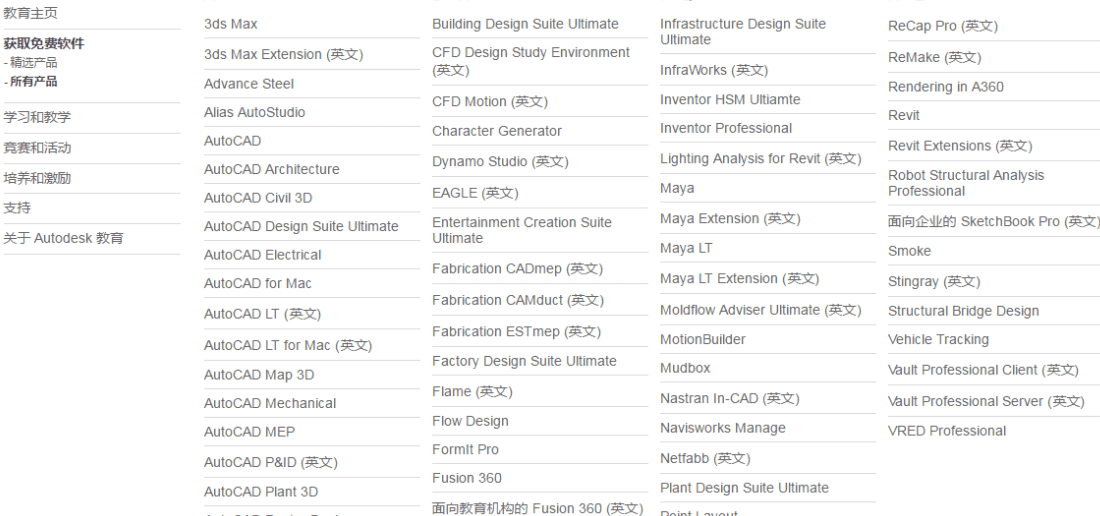 教育主页
获取免费软件
- 精选产品
- 所有产品
学习和教学
竞赛和活动
培养和激励
支持
关于 Autodesk 教育
3ds Max
3ds Max Extension (英文)
Advance Steel
Alias AutoStudio
AutoCAD
AutoCAD Architecture
AutoCAD Civil 3D
AutoCAD Design Suite Ultimate
AutoCAD Electrical
AutoCAD for Mac
AutoCAD LT (英文)
AutoCAD LT for Mac (英文)
AutoCAD Map 3D
AutoCAD Mechanical
AutoCAD MEP
AutoCAD P&ID (英文)
AutoCAD Plant 3D
Building Design Suite Ultimate
CFD Design Study Environment
(英文)
CFD Motion (英文)
Character Generator
Dynamo Studio (英文)
EAGLE (英文)
Entertainment Creation Suite
Ultimate
Fabrication CADmep (英文)
Fabrication CAMduct (英文)
Fabrication ESTmep (英文)
Factory Design Suite Ultimate
Flame (英文)
Flow Design
FormIt Pro
Fusion 360
面向教育机构的 Fusion 360 (英文)
Infrastructure Design Suite
Ultimate
InfraWorks (英文)
Inventor HSM Ultiamte
Inventor Professional
Lighting Analysis for Revit (英文)
Maya
Maya Extension (英文)
Maya LT
Maya LT Extension (英文)
Moldflow Adviser Ultimate (英文)
MotionBuilder
Mudbox
Nastran In-CAD (英文)
Navisworks Manage
Netfabb (英文)
Plant Design Suite Ultimate
Point Layout
ReCap Pro (英文)
ReMake (英文)
Rendering in A360
Revit
Revit Extensions (英文)
Robot Structural Analysis
Professional
面向企业的 SketchBook Pro (英文)
Smoke
Stingray (英文)
Structural Bridge Design
Vehicle Tracking
Vault Professional Client (英文)
Vault Professional Server (英文)
VRED Professional